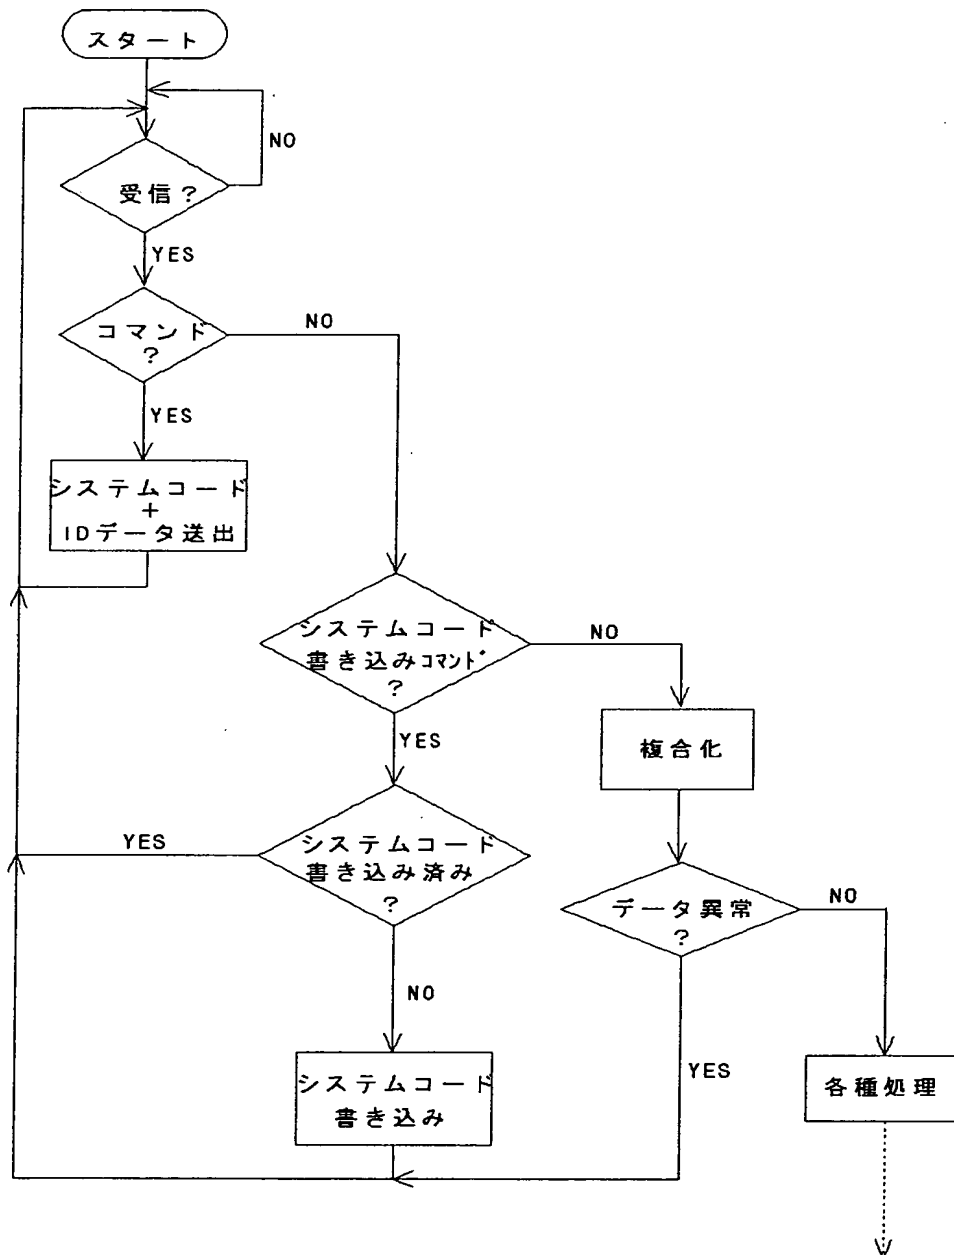 スタート
NO
受信?
YES
コマンド
?
NO
YES
システムコード
+
IDデータ送出
システムコード
書き込みコマンド
?
NO
YES
複合化
システムコード
書き込み済み
?
YES
データ異常
?
NO
NO
システムコード
書き込み
YES
各種処理